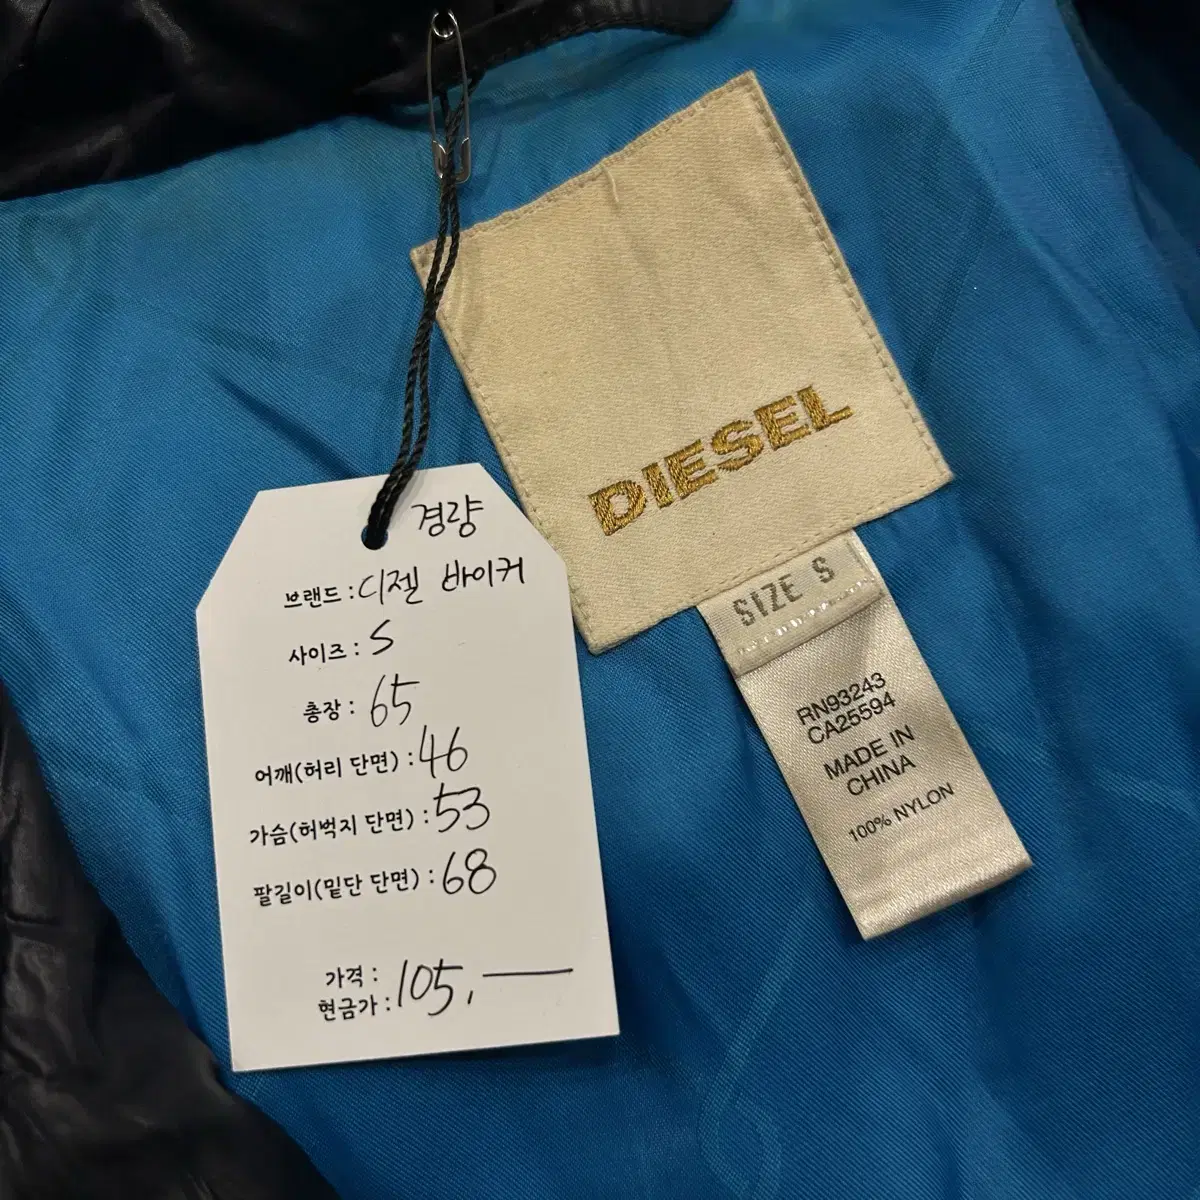 DIESEL
SIZE S
RN93243
CA25594
MADE IN
CHINA
100% NYLON
경량
브랜드 : 디젤 바이커
사이즈 : S
총장 : 65
어깨(허리 단면) : 46
가슴(허벅지 단면) : 53
팔길이(밑단 단면) : 68
가격 :
현금가 : 105,—